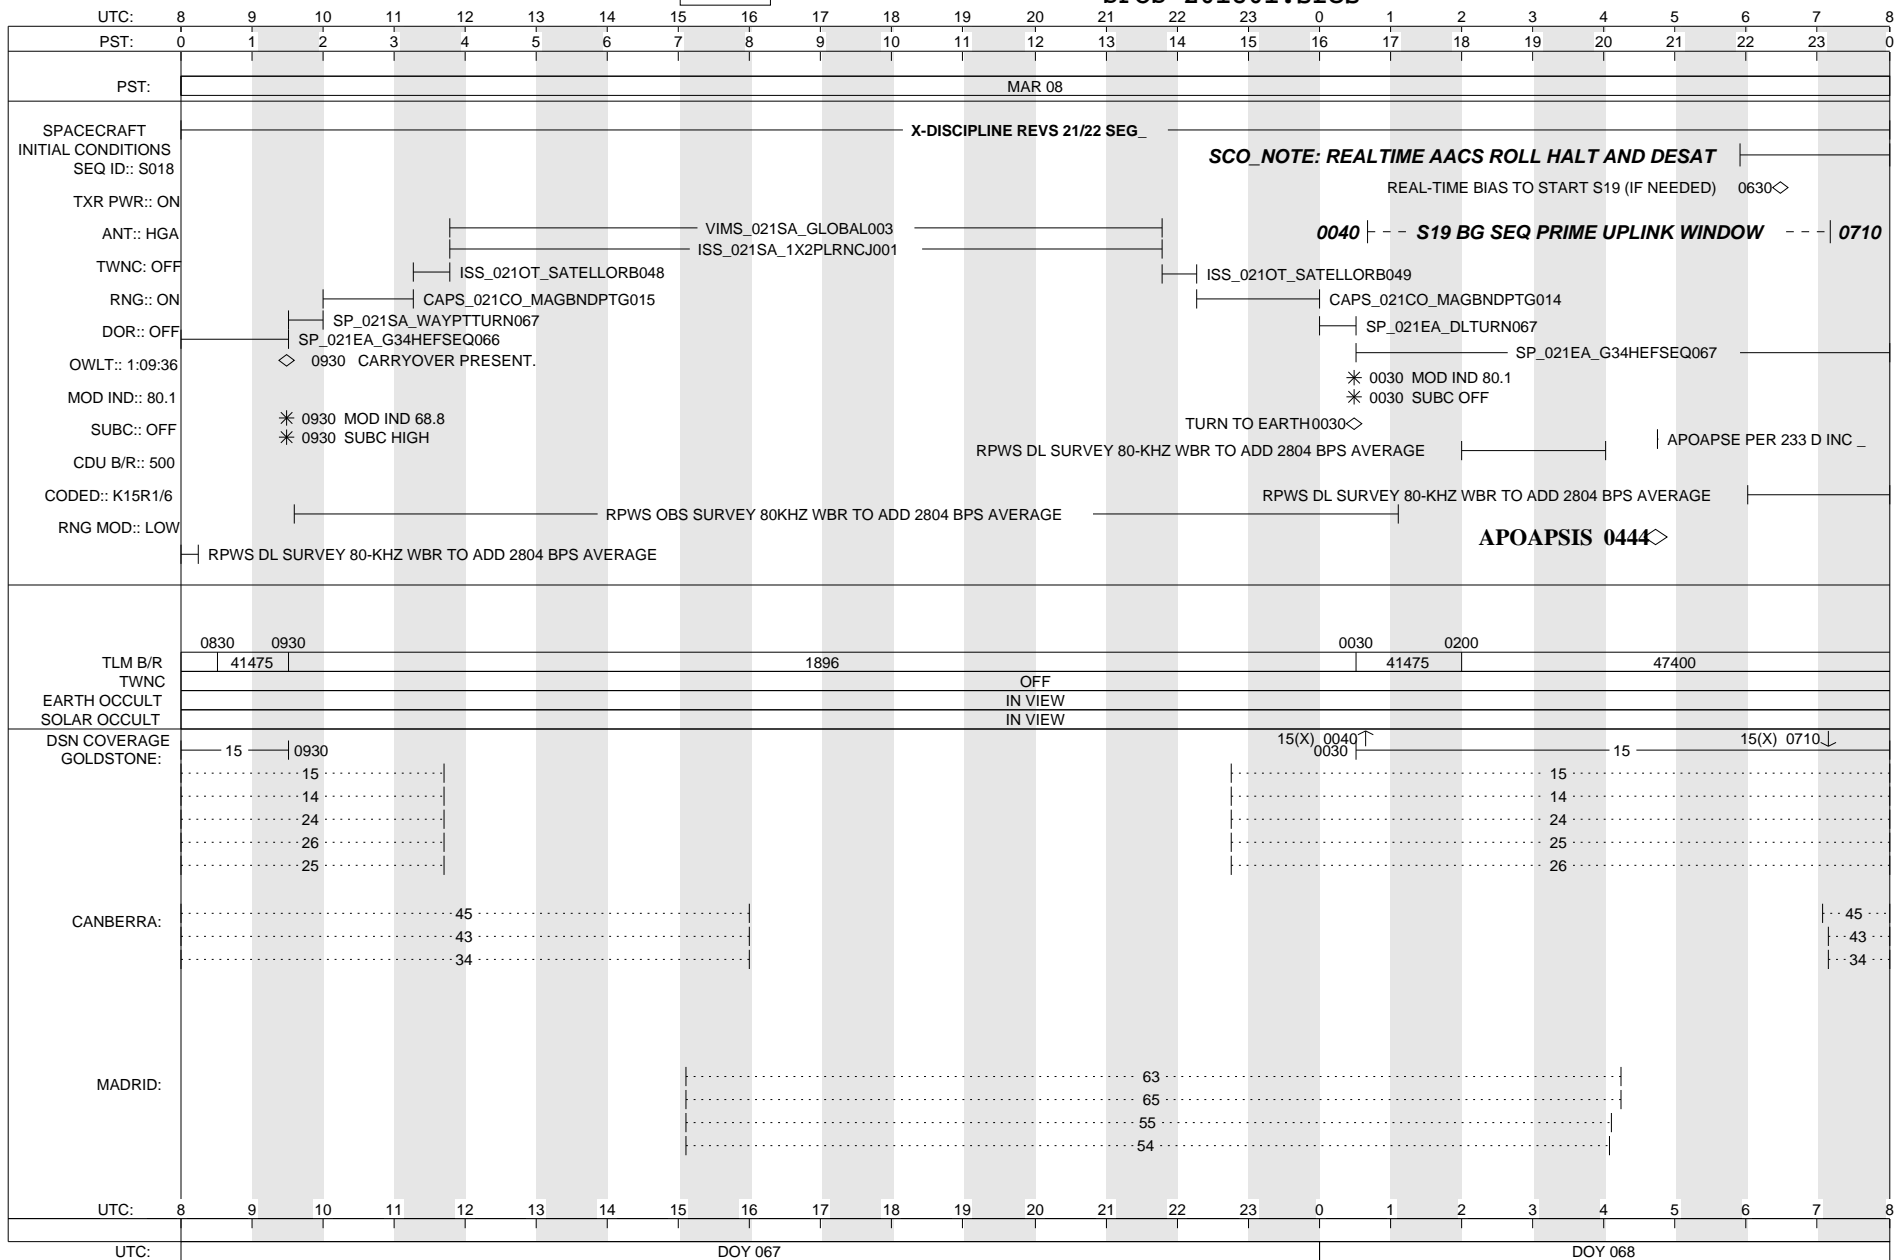 UTC: 8 9 10 11 12 13 14 15 16 17 18 19 20 21 22 23 0 1 2 3 4 5 6 7 8
PST: 0 1 2 3 4 5 6 7 8 9 10 11 12 13 14 15 16 17 18 19 20 21 22 23 0
PST: MAR 08
SPACECRAFT
INITIAL CONDITIONS
SEQ ID:: S018
TXR PWR:: ON
ANT:: HGA
TWNC: OFF
RNG:: ON
DOR:: OFF
OWLT:: 1:09:36
MOD IND:: 80.1
SUBC:: OFF
CDU B/R:: 500
CODED:: K15R1/6
RNG MOD:: LOW
X-DISCIPLINE REVS 21/22 SEG_
SCO_NOTE: REALTIME AACS ROLL HALT AND DESAT
REAL-TIME BIAS TO START S19 (IF NEEDED) 0630
VIMS_021SA_GLOBAL003
0040 S19 BG SEQ PRIME UPLINK WINDOW 0710
ISS_021SA_1X2PLRNCJ001
ISS_021OT_SATELLORB048
ISS_021OT_SATELLORB049
CAPS_021CO_MAGBNDPTG015
CAPS_021CO_MAGBNDPTG014
SP_021SA_WAYPTTURN067
SP_021EA_DLTURN067
SP_021EA_G34HEFSEQ066
SP_021EA_G34HEFSEQ067
0930 CARRYOVER PRESENT.
0030 MOD IND 80.1
0030 SUBC OFF
0930 MOD IND 68.8
0930 SUBC HIGH
TURN TO EARTH0030
APOAPSE PER 233 D INC _
RPWS DL SURVEY 80-KHZ WBR TO ADD 2804 BPS AVERAGE
RPWS DL SURVEY 80-KHZ WBR TO ADD 2804 BPS AVERAGE
RPWS OBS SURVEY 80KHZ WBR TO ADD 2804 BPS AVERAGE
APOAPSIS 0444
RPWS DL SURVEY 80-KHZ WBR TO ADD 2804 BPS AVERAGE
0830 0930 0030 0200
TLM B/R 41475 1896 41475 47400
TWNC OFF
EARTH OCCULT IN VIEW
SOLAR OCCULT IN VIEW
DSN COVERAGE
GOLDSTONE:
15 0930
15(X) 0040
0030 15
15(X) 0710
15 15
14 14
24 24
26 25
25 26
CANBERRA:
45 45
43 43
34 34
MADRID:
63
65
55
54
UTC: 8 9 10 11 12 13 14 15 16 17 18 19 20 21 22 23 0 1 2 3 4 5 6 7 8
UTC: DOY 067 DOY 068